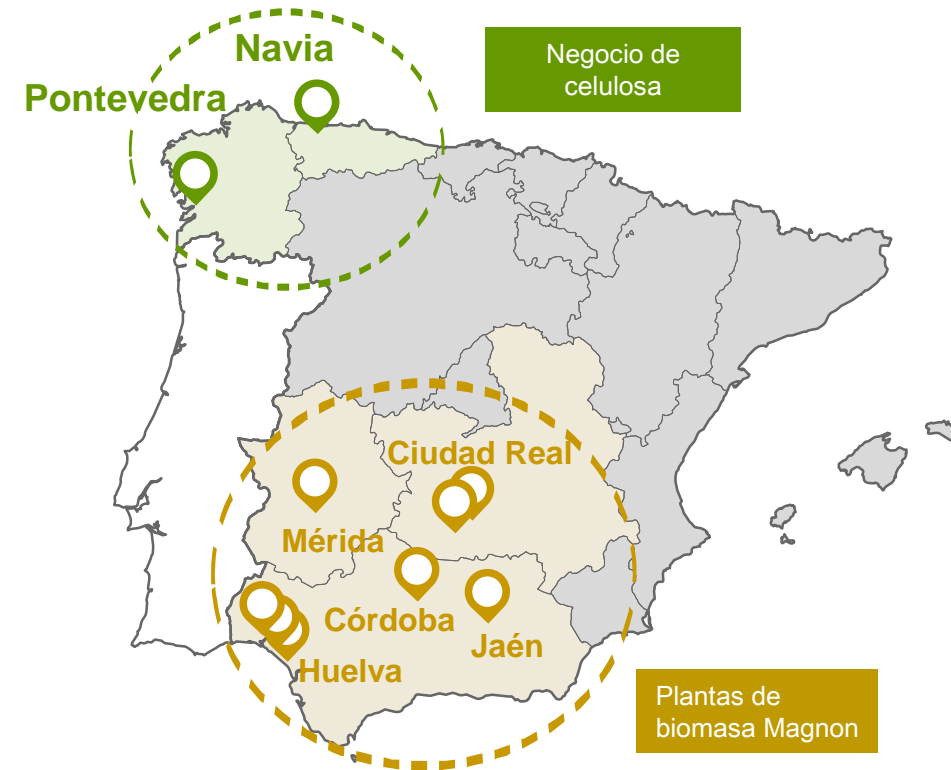 Navia
Negocio de
celulosa
Pontevedra
Ciudad Real
Mérida
Córdoba
Jaén
Huelva
Plantas de
biomasa Magnon